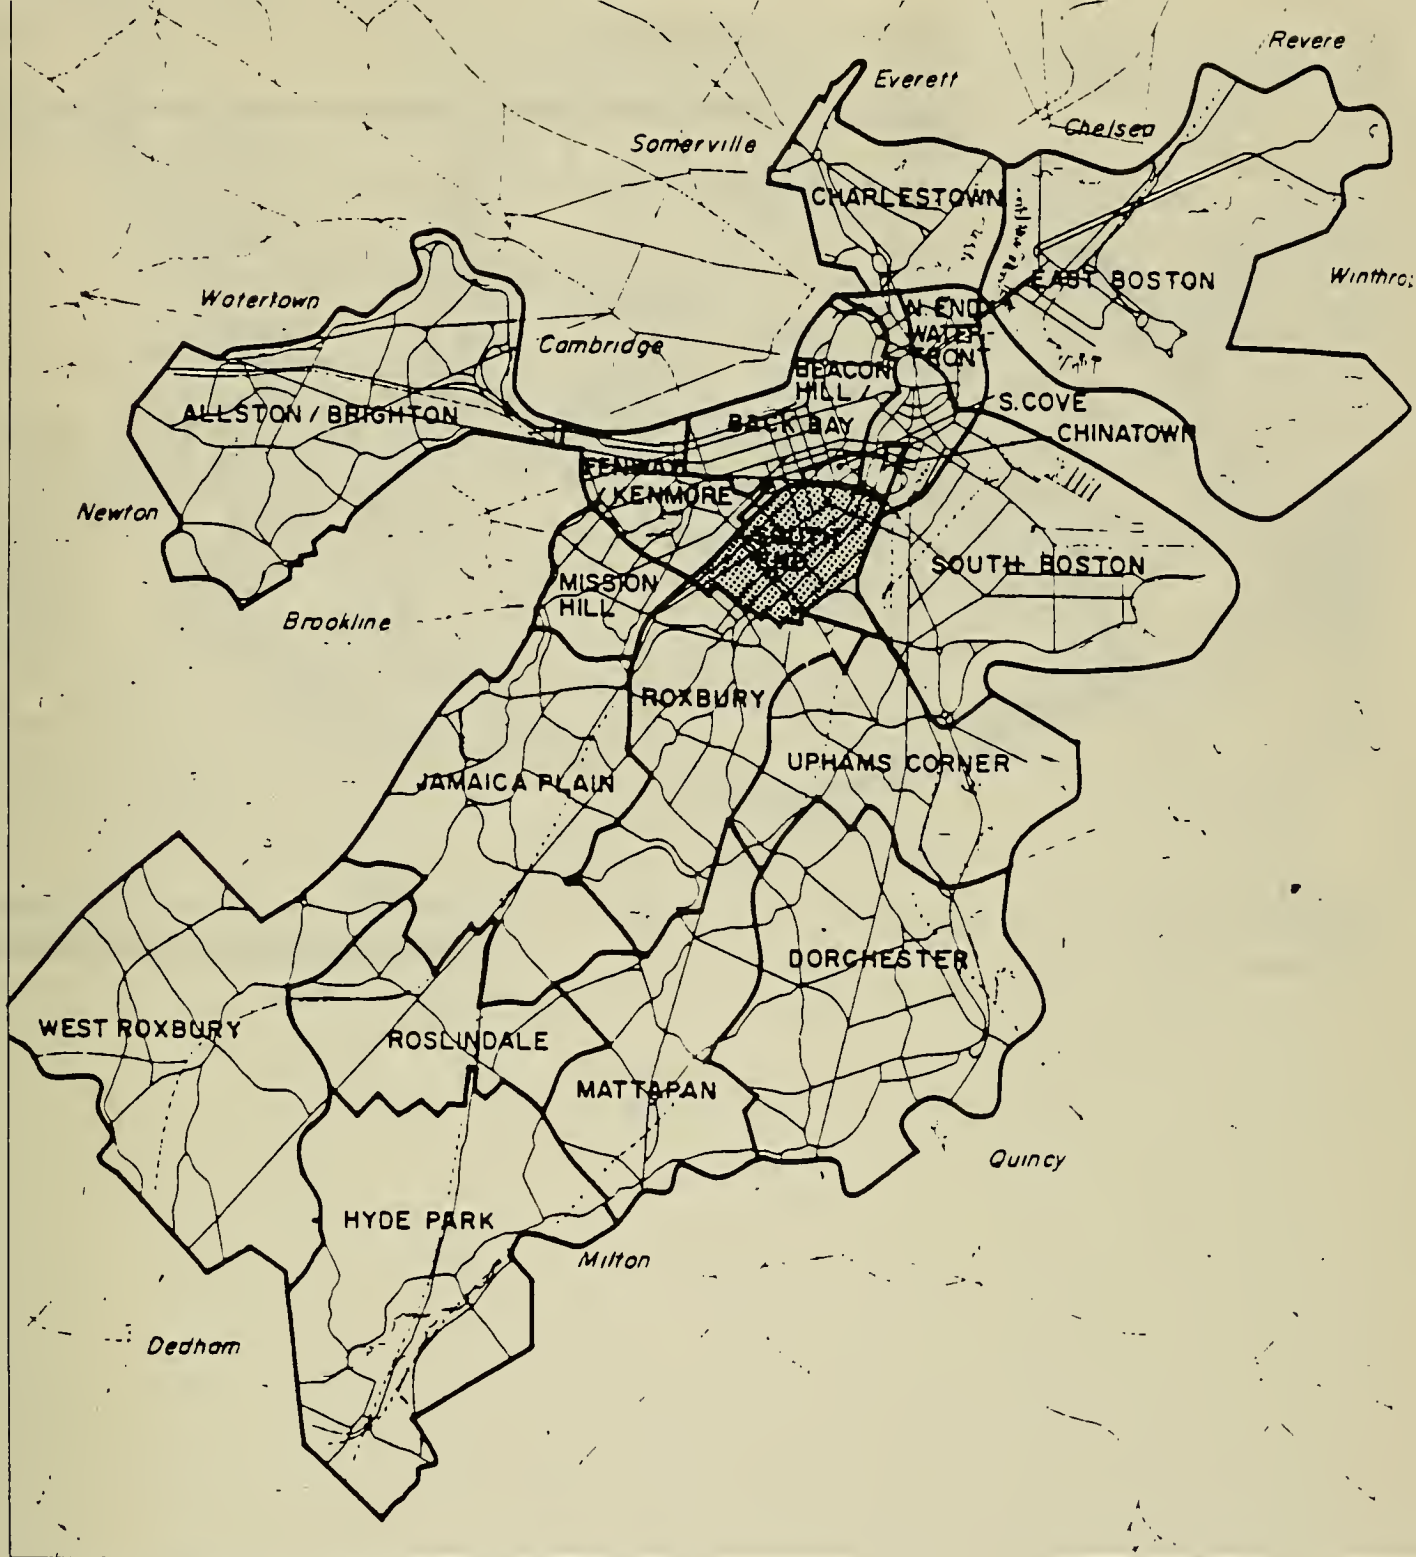 Revere
Everett
Chelsea
Somerville
CHARLESTOWN
EAST BOSTON
Winthrop
Watertown
N. END
WATER-
FRONT
Cambridge
BEACON
HILL /
BACK BAY
S. COVE
CHINATOWN
ALLSTON / BRIGHTON
FENWAY
/ KENMORE
Newton
SOUTH
END
SOUTH BOSTON
MISSION
HILL
Brookline
ROXBURY
UPHAMS CORNER
JAMAICA PLAIN
DORCHESTER
WEST ROXBURY
ROSLINDALE
MATTAPAN
Quincy
HYDE PARK
Milton
Dedham